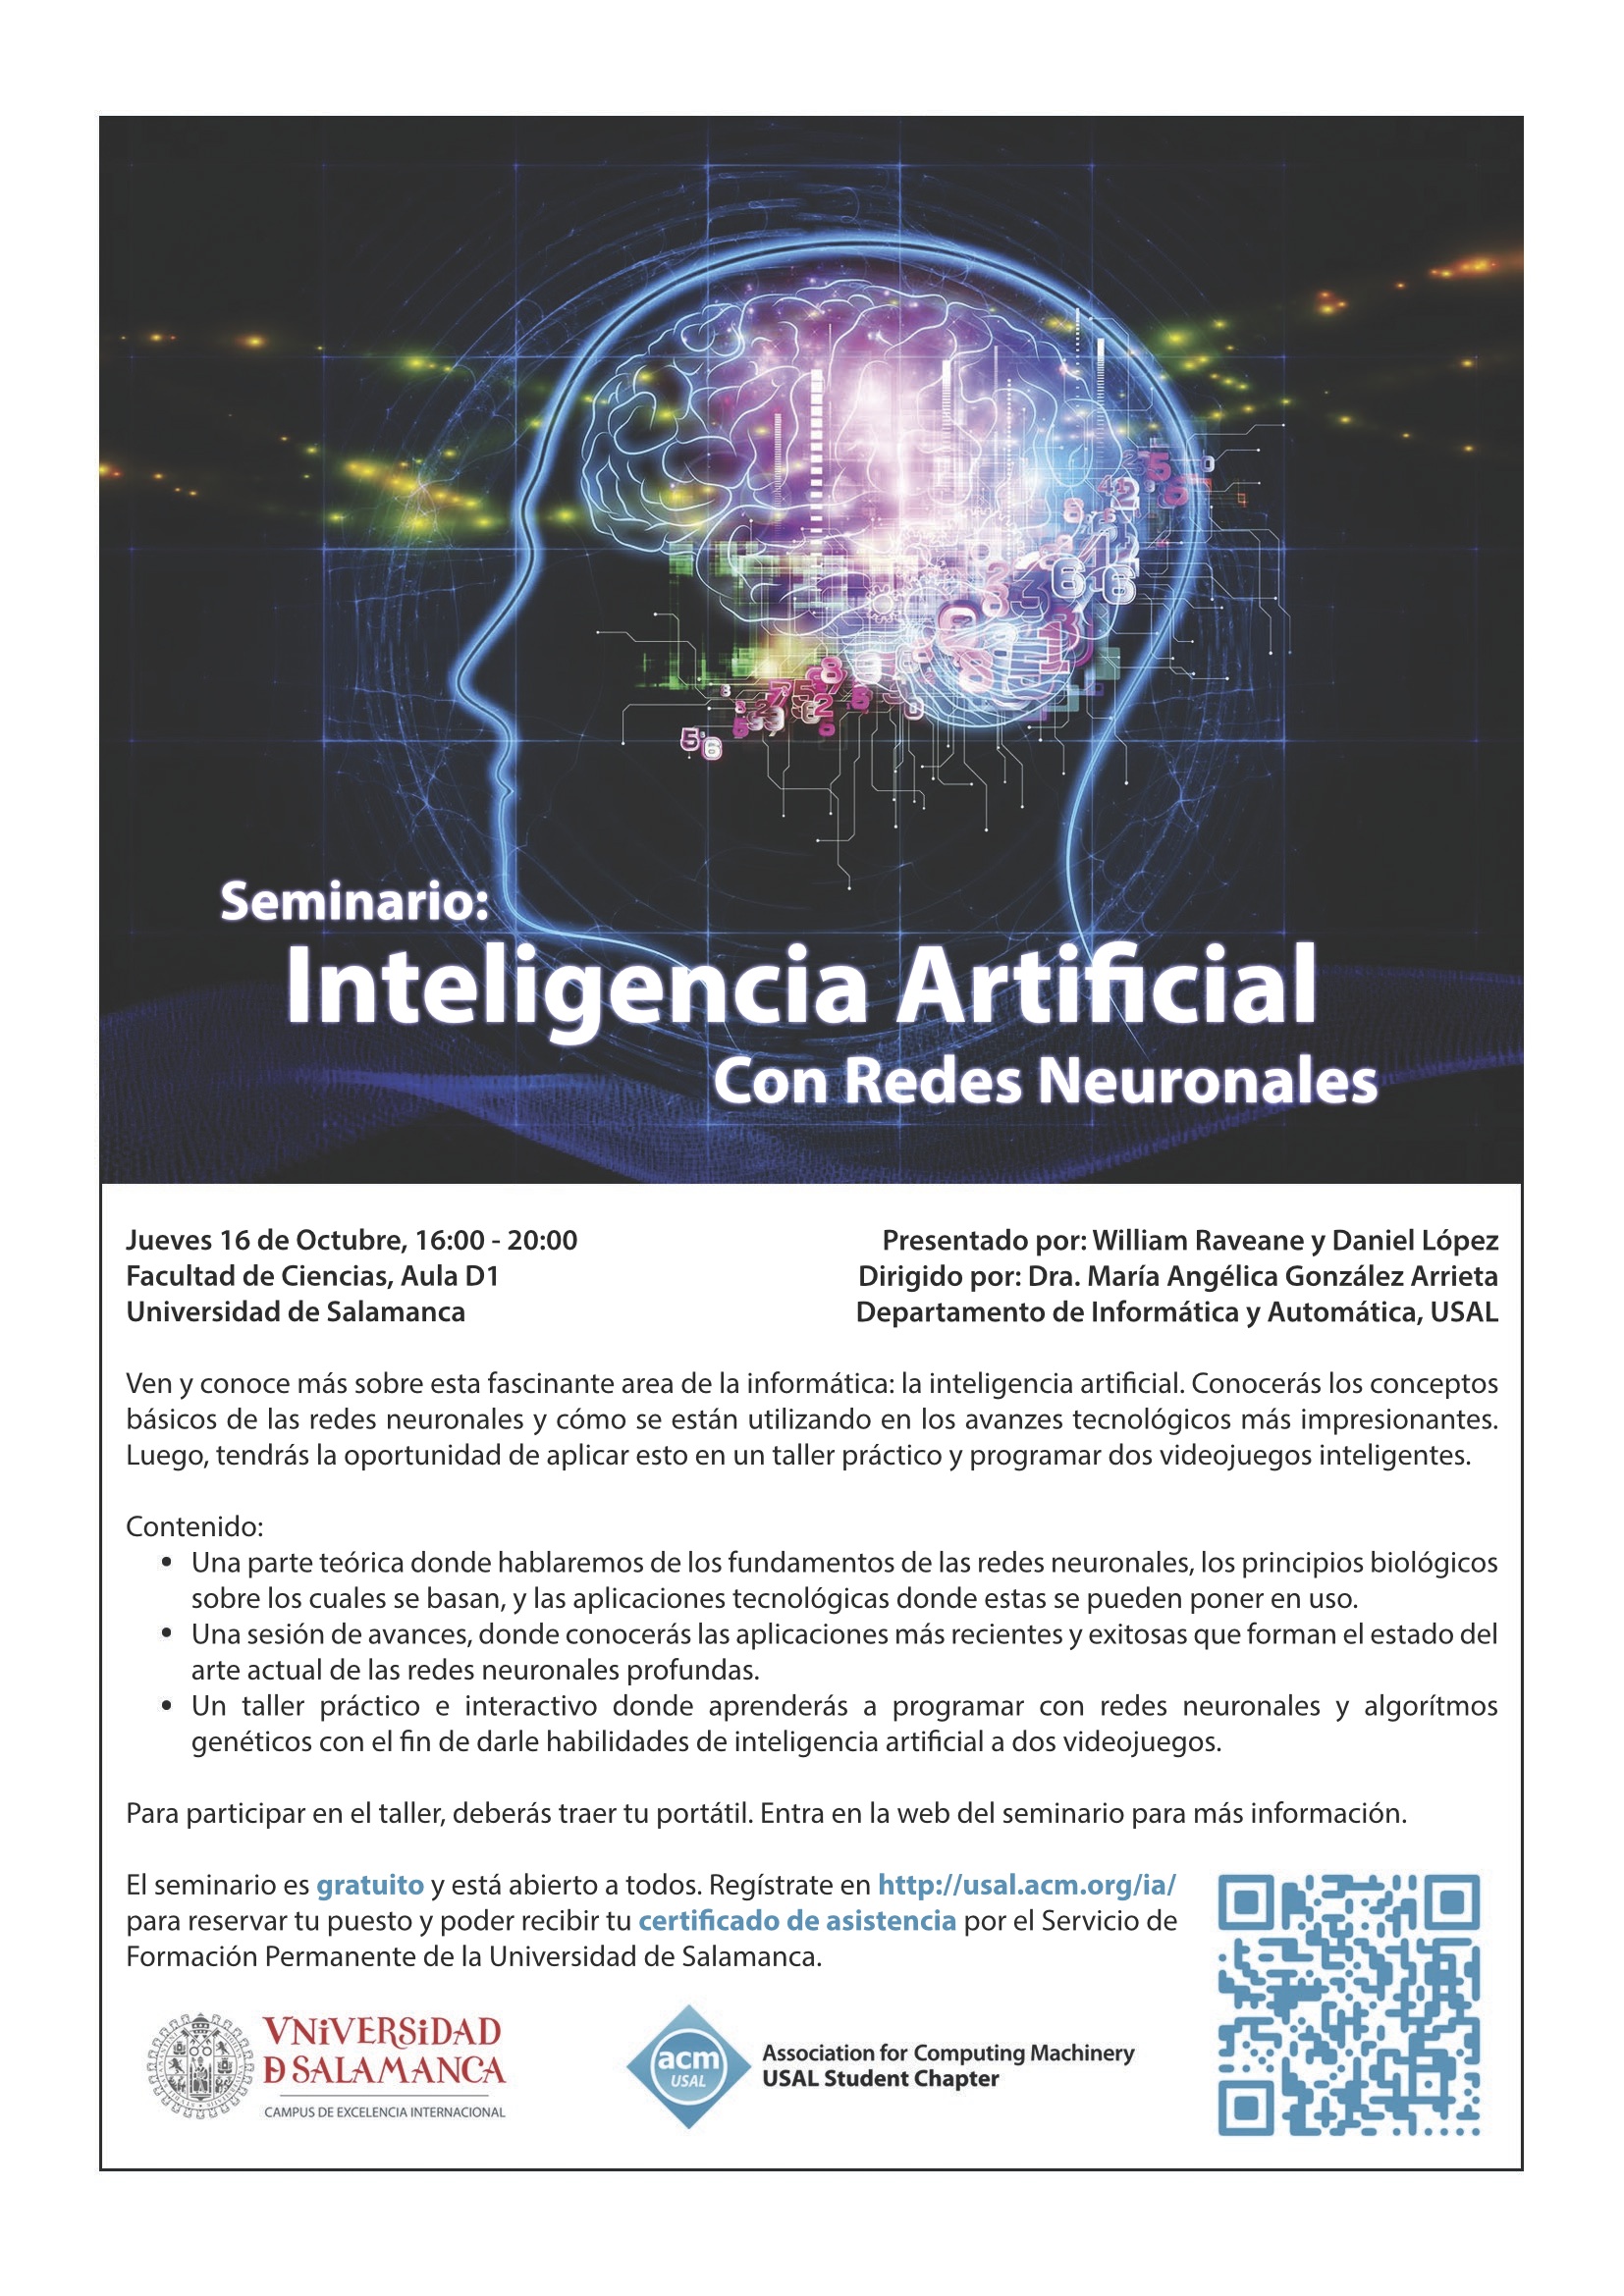 Seminario:
Inteligencia Artificial
Con Redes Neuronales
Jueves 16 de Octubre, 16:00 - 20:00
Facultad de Ciencias, Aula D1
Universidad de Salamanca
Presentado por: William Raveane y Daniel López
Dirigido por: Dra. María Angélica González Arrieta
Departamento de Informática y Automática, USAL
Ven y conoce más sobre esta fascinante area de la informática: la inteligencia artificial. Conocerás los conceptos
básicos de las redes neuronales y cómo se están utilizando en los avanzes tecnológicos más impresionantes.
Luego, tendrás la oportunidad de aplicar esto en un taller práctico y programar dos videojuegos inteligentes.
Contenido:
• Una parte teórica donde hablaremos de los fundamentos de las redes neuronales, los principios biológicos
sobre los cuales se basan, y las aplicaciones tecnológicas donde estas se pueden poner en uso.
• Una sesión de avances, donde conocerás las aplicaciones más recientes y exitosas que forman el estado del
arte actual de las redes neuronales profundas.
• Un taller práctico e interactivo donde aprenderás a programar con redes neuronales y algorítmos
genéticos con el fin de darle habilidades de inteligencia artificial a dos videojuegos.
Para participar en el taller, deberás traer tu portátil. Entra en la web del seminario para más información.
El seminario es gratuito y está abierto a todos. Regístrate en http://usal.acm.org/ia/
para reservar tu puesto y poder recibir tu certificado de asistencia por el Servicio de
Formación Permanente de la Universidad de Salamanca.
VNiVERSiDAD
D SALAMANCA
CAMPUS DE EXCELENCIA INTERNACIONAL
acm
USAL
Association for Computing Machinery
USAL Student Chapter